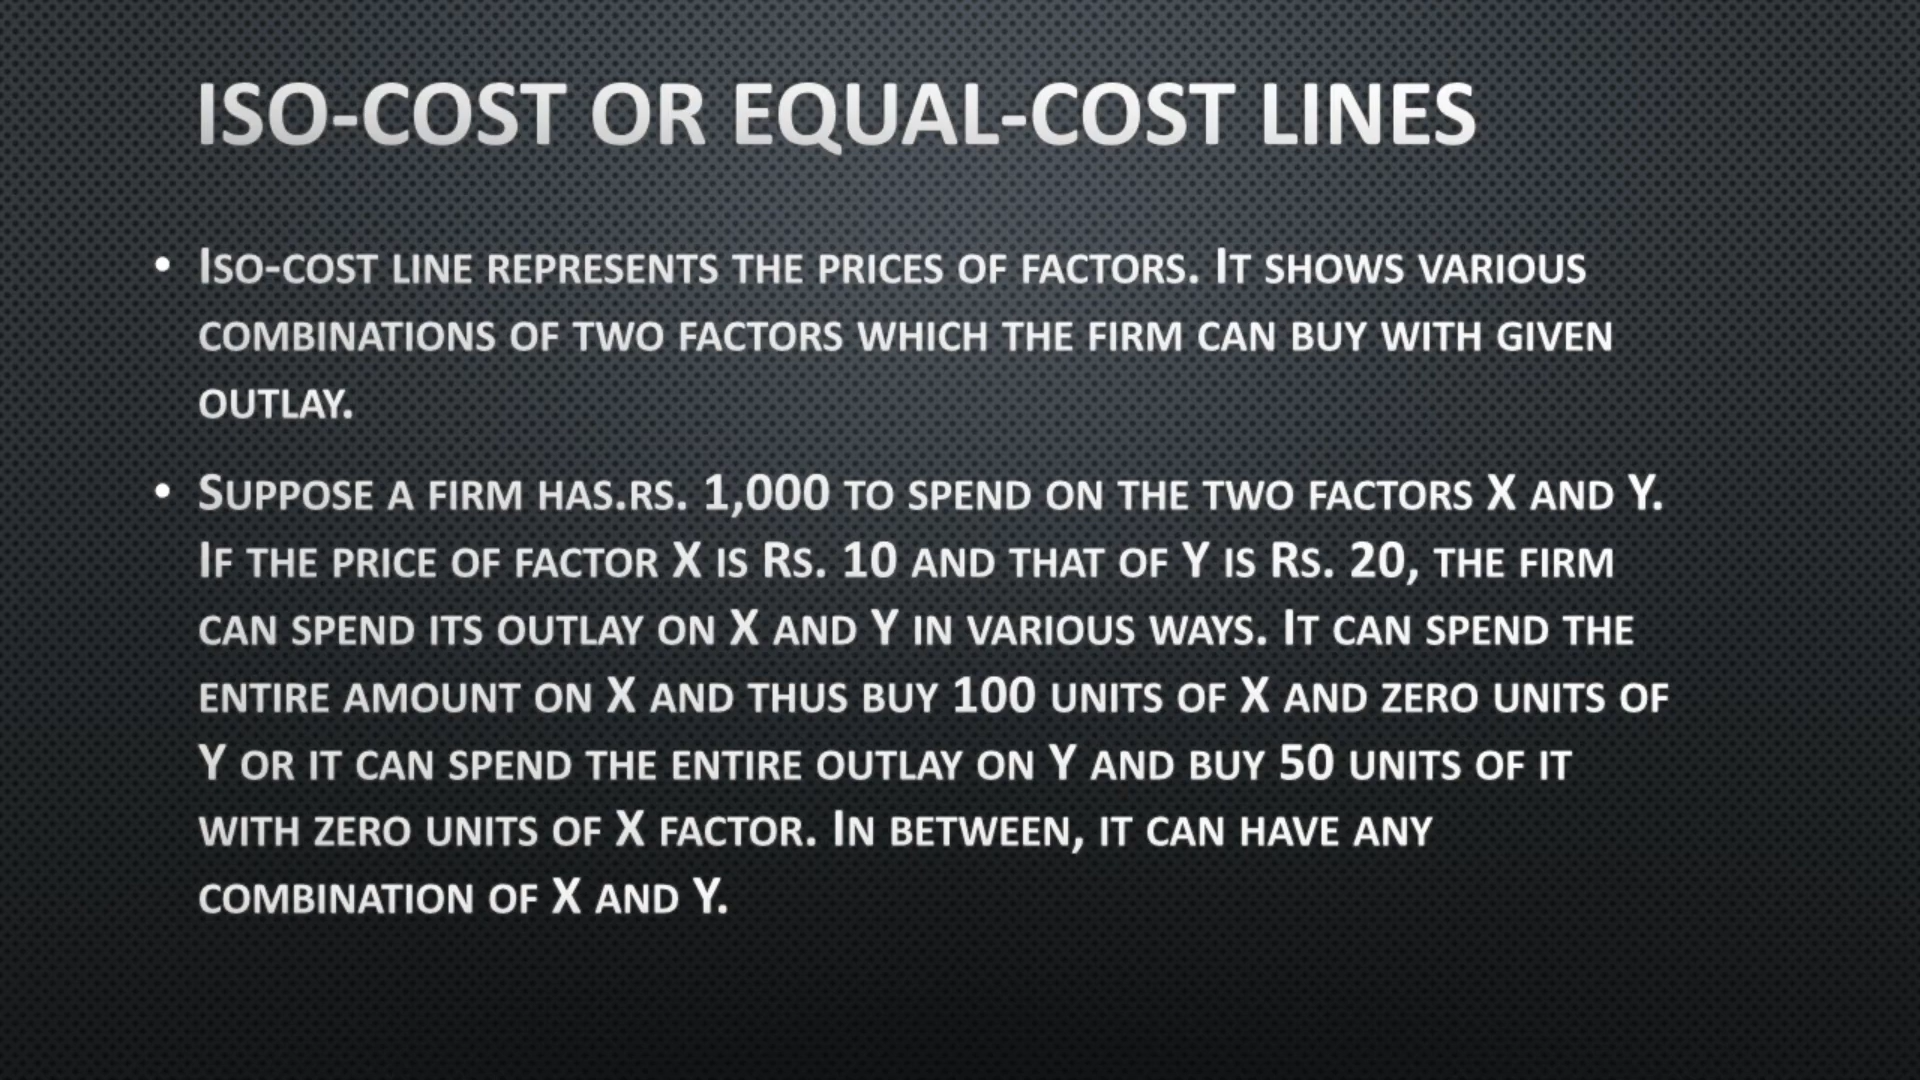 ISO-COST OR EQUAL-COST LINES
• Iso-cost line represents the prices of factors. It shows various
combinations of two factors which the firm can buy with given
outlay.
• Suppose a firm has.rs. 1,000 to spend on the two factors X and Y.
If the price of factor X is Rs. 10 and that of Y is Rs. 20, the firm
can spend its outlay on X and Y in various ways. It can spend the
entire amount on X and thus buy 100 units of X and zero units of
Y or it can spend the entire outlay on Y and buy 50 units of it
with zero units of X factor. In between, it can have any
combination of X and Y.